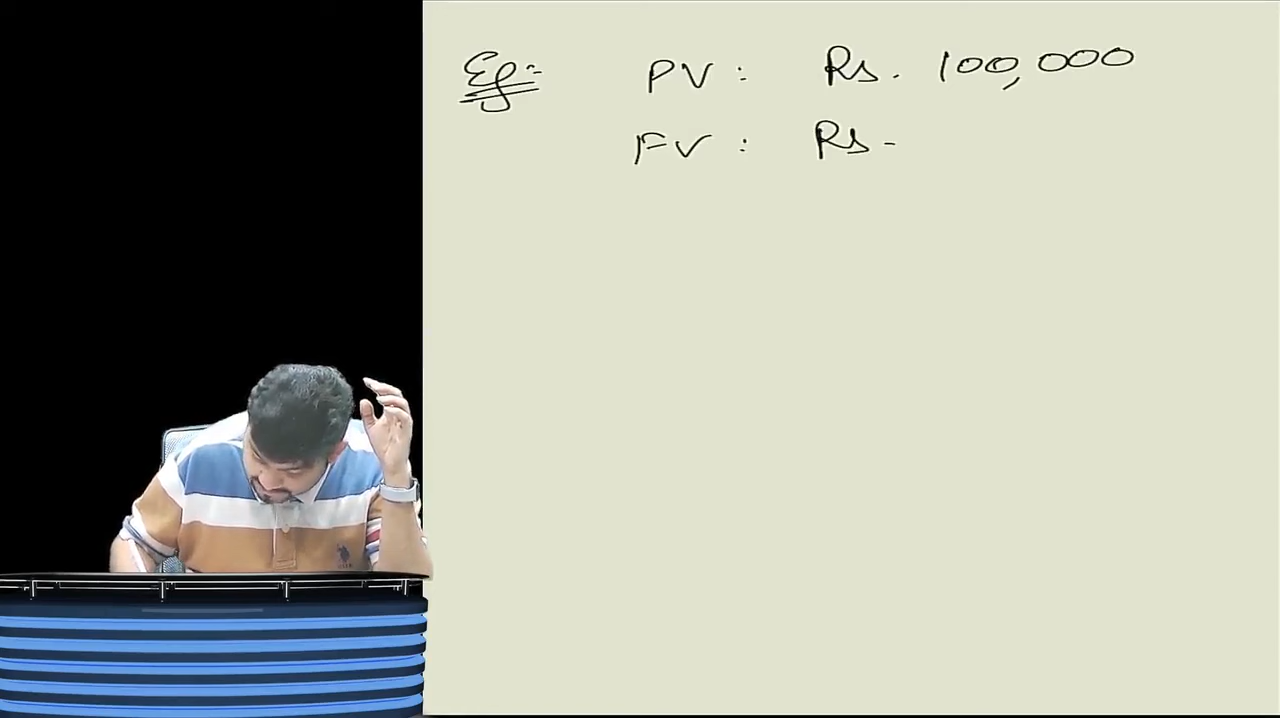 Eg:-
PV : Rs. 100,000
FV : Rs.